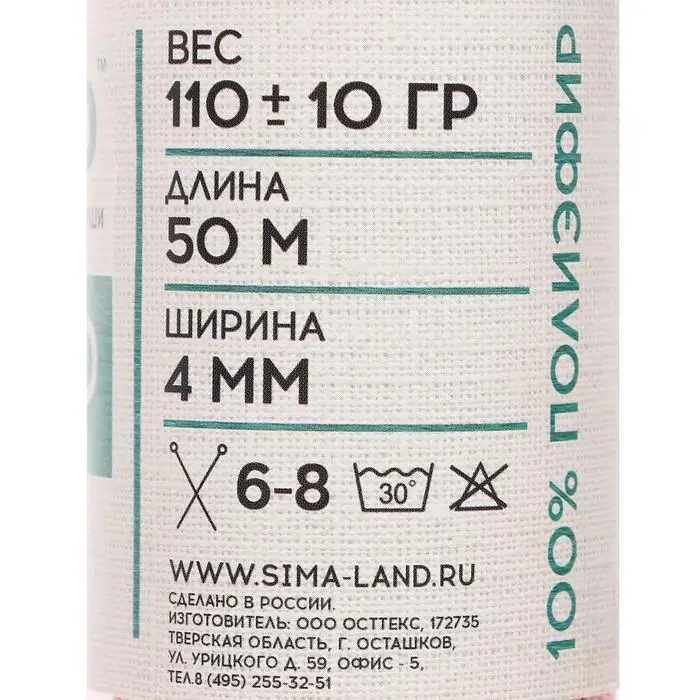 ВЕС
110 ± 10 ГР
ДЛИНА
50 М
ШИРИНА
4 ММ
6-8 30°
WWW.SIMA-LAND.RU
СДЕЛАНО В РОССИИ.
ИЗГОТОВИТЕЛЬ: ООО ОСТТЕКС, 172735
ТВЕРСКАЯ ОБЛАСТЬ, Г. ОСТАШКОВ,
УЛ. УРИЦКОГО Д. 59, ОФИС - 5,
ТЕЛ.8 (495) 255-32-51
100% ПОЛИЭФИР